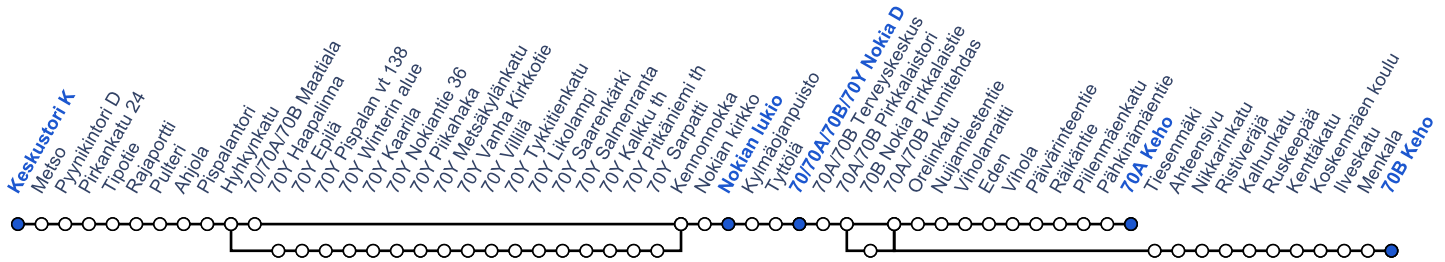 Keskustori K
Metso
Pyynikintori D
Pirkankatu 24
Tipotie
Rajaportti
Pulteri
Ahjola
Pispalantori
Hyhkynkatu
70/70A/70B Maatiala
70Y Haapalinna
70Y Epilä
70Y Pispalan vt 138
70Y Winterin alue
70Y Kaarila
70Y Nokiantie 36
70Y Piikahaka
70Y Metsäkylänkatu
70Y Vanha Kirkkotie
70Y Villilä
70Y Tykkitienkatu
70Y Likolampi
70Y Saarenkärki
70Y Salmenranta
70Y Kalkku th
70Y Pitkäniemi th
70Y Sarpatti
Kennonnokka
Nokian kirkko
Nokian lukio
Kylmäojanpuisto
Tyttölä
70/70A/70B/70Y Nokia D
70A/70B Terveyskeskus
70A/70B Pirkkalaistori
70B Nokia Pirkkalaistie
70A/70B Kumitehdas
Orelinkatu
Nuijamiestentie
Viholanraitti
Eden
Vihola
Päivärinteentie
Räkäntie
Piilenmäenkatu
Pähkinämäentie
70A Keho
Tiesenmäki
Ahteensivu
Nikkarinkatu
Ristiveräjä
Kaihunkatu
Ruskeepää
Kenttäkatu
Koskenmäen koulu
Ilveskatu
Menkala
70B Keho